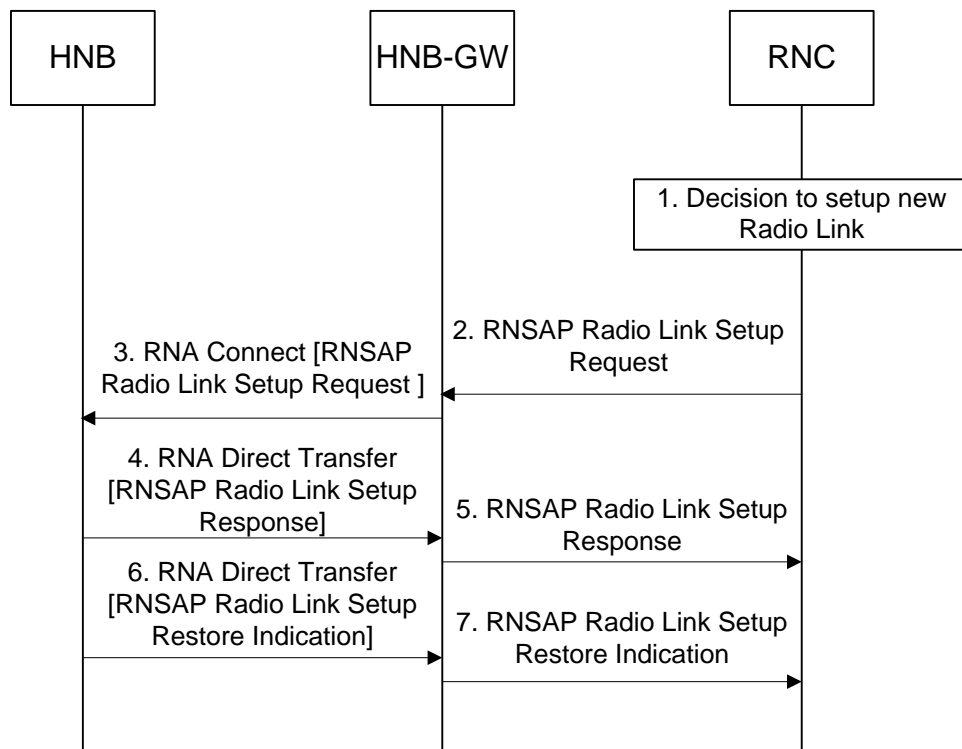 HNB
HNB-GW
RNC
1. Decision to setup new
Radio Link
2. RNSAP Radio Link Setup
Request
3. RNA Connect [RNSAP
Radio Link Setup Request ]
4. RNA Direct Transfer
[RNSAP Radio Link Setup
Response]
5. RNSAP Radio Link Setup
Response
6. RNA Direct Transfer
[RNSAP Radio Link Setup
Restore Indication]
7. RNSAP Radio Link Setup
Restore Indication